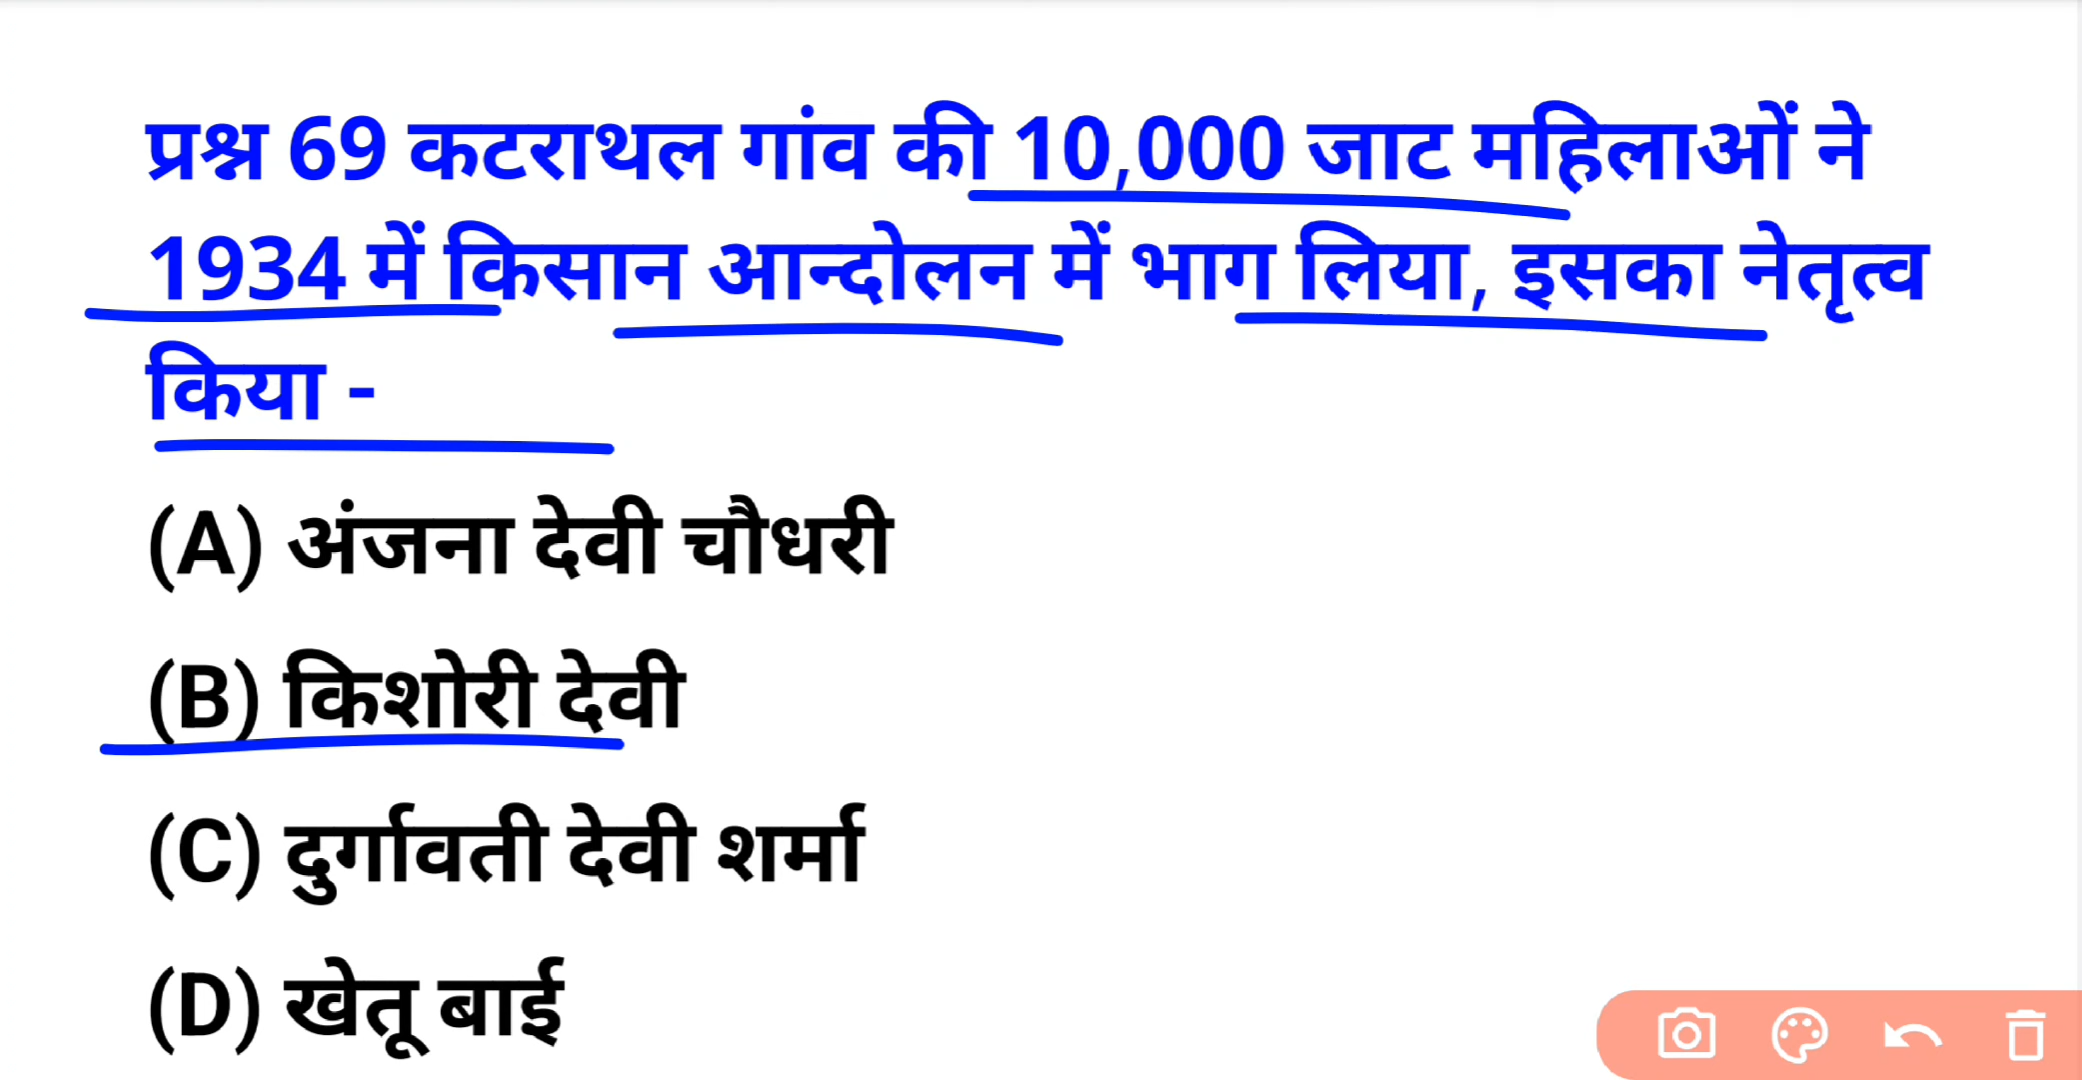 प्रश्न 69 कटराथल गांव की 10,000 जाट महिलाओं ने
1934 में किसान आन्दोलन में भाग लिया, इसका नेतृत्व
किया -
(A) अंजना देवी चौधरी
(B) किशोरी देवी
(C) दुर्गावती देवी शर्मा
(D) खेतू बाई